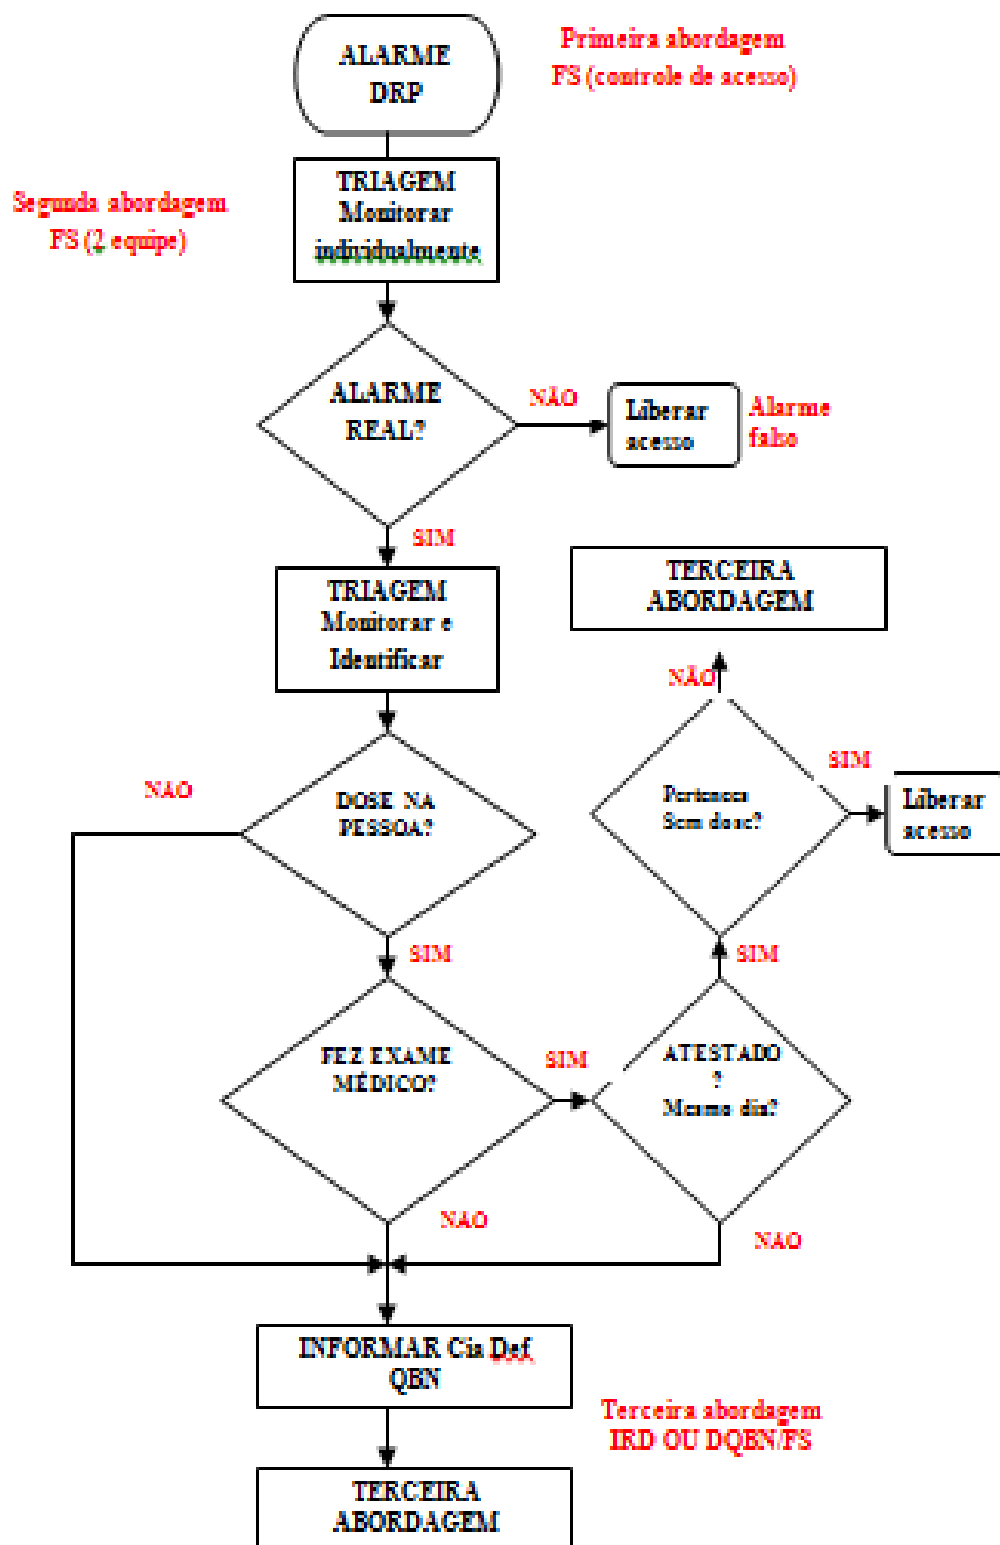 ALARME
DRP
Primeira abordagem
FS (controle de acesso)
Segunda abordagem
FS (2 equipe)
TRIAGEM
Monitorar
individualmente
ALARME
REAL?
NÃO
Liberar
acesso
Alarme
falso
SIM
TRIAGEM
Monitorar e
Identificar
TERCEIRA
ABORDAGEM
NÃO
NAO
DOSE NA
PESSOA?
Pertences
Sem dose?
SIM
Liberar
acesso
SIM
SIM
FEZ EXAME
MÉDICO?
SIM
ATESTADO
?
Mesmo dia?
NAO
NAO
INFORMAR Cia Def
QBN
Terceira abordagem
IRD OU DQBN/FS
TERCEIRA
ABORDAGEM